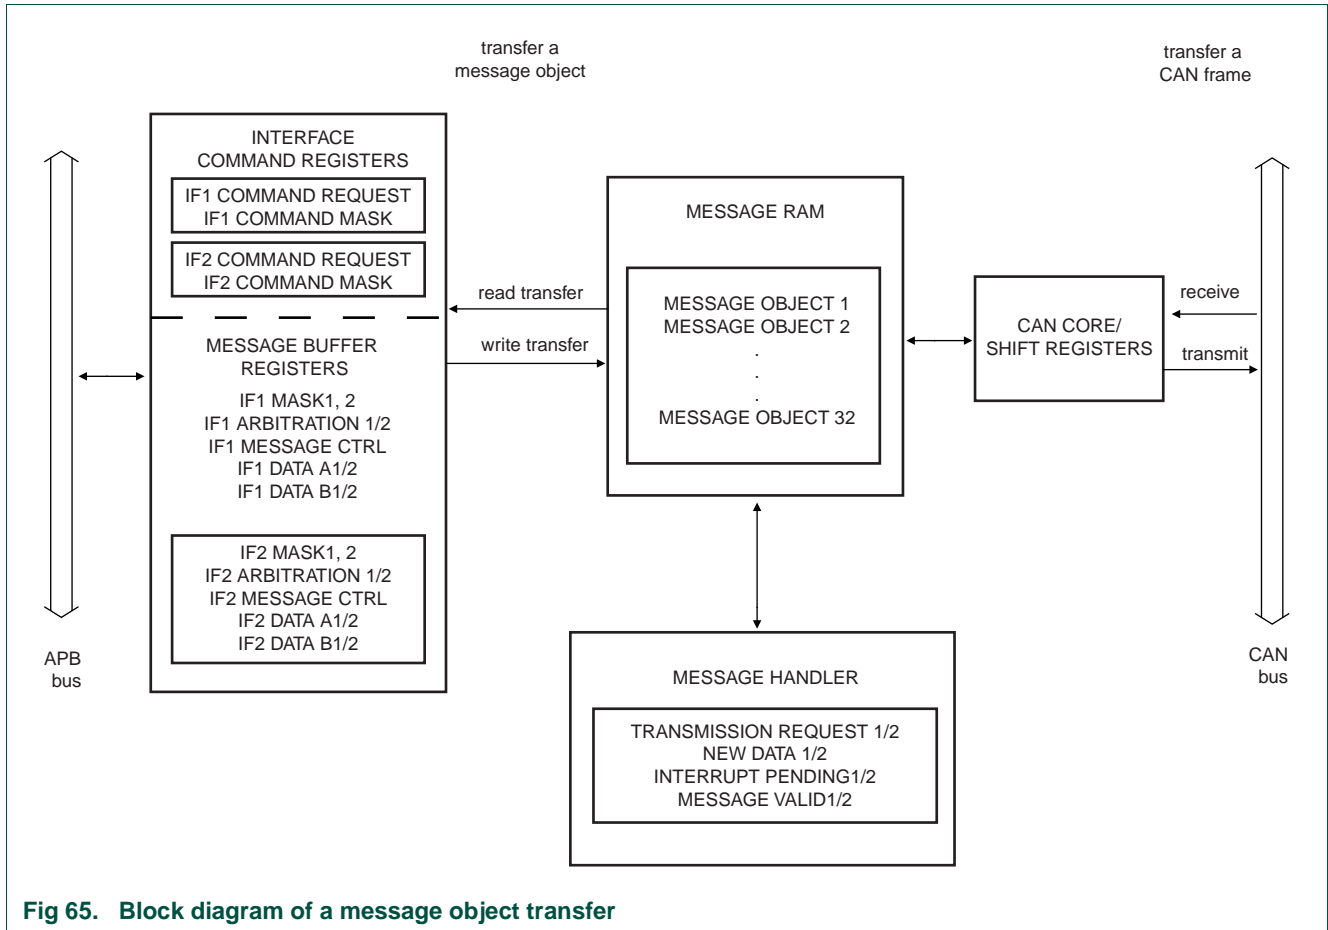 transfer a
message object
transfer a
CAN frame
INTERFACE
COMMAND REGISTERS
IF1 COMMAND REQUEST
IF1 COMMAND MASK
IF2 COMMAND REQUEST
IF2 COMMAND MASK
MESSAGE BUFFER
REGISTERS
IF1 MASK1, 2
IF1 ARBITRATION 1/2
IF1 MESSAGE CTRL
IF1 DATA A1/2
IF1 DATA B1/2
IF2 MASK1, 2
IF2 ARBITRATION 1/2
IF2 MESSAGE CTRL
IF2 DATA A1/2
IF2 DATA B1/2
APB
bus
read transfer
write transfer
MESSAGE RAM
MESSAGE OBJECT 1
MESSAGE OBJECT 2
.
.
.
MESSAGE OBJECT 32
CAN CORE/
SHIFT REGISTERS
receive
transmit
CAN
bus
MESSAGE HANDLER
TRANSMISSION REQUEST 1/2
NEW DATA 1/2
INTERRUPT PENDING1/2
MESSAGE VALID1/2
Fig 65. Block diagram of a message object transfer